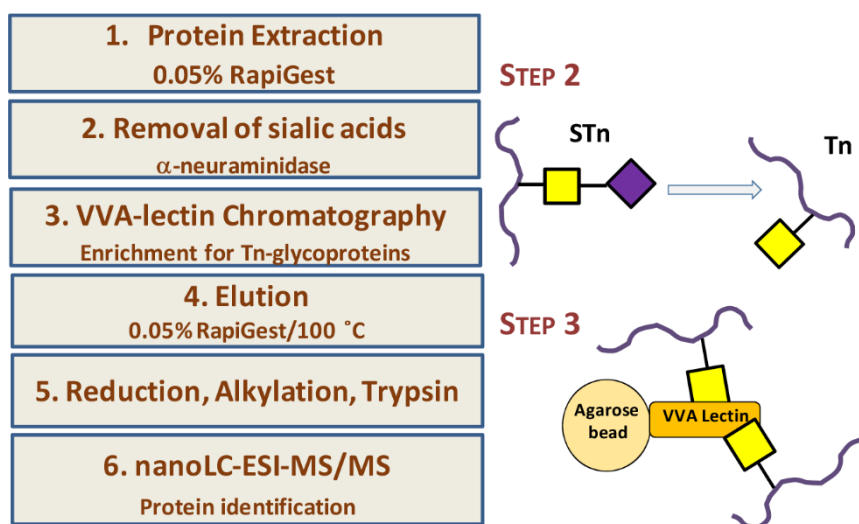 1. Protein Extraction
0.05% RapiGest
2. Removal of sialic acids
α-neuraminidase
3. VVA-lectin Chromatography
Enrichment for Tn-glycoproteins
4. Elution
0.05% RapiGest/100 ˚C
5. Reduction, Alkylation, Trypsin
6. nanoLC-ESI-MS/MS
Protein identification
STEP 2
STn
Tn
STEP 3
Agarose
bead
VVA Lectin